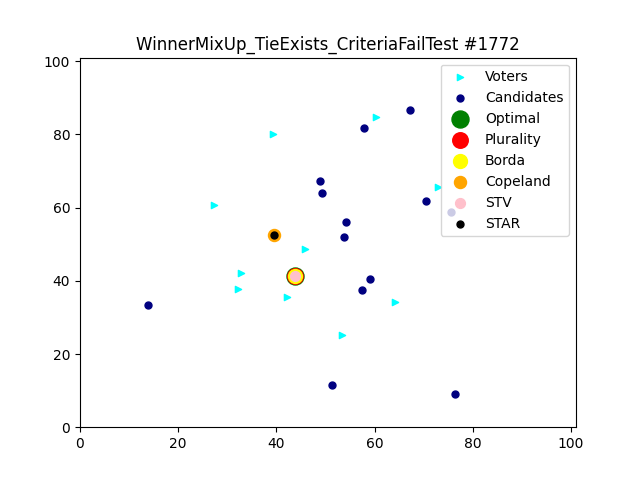 WinnerMixUp_TieExists_CriteriaFailTest #1772
100
80
60
40
20
0
0
20
40
60
80
100
Voters
Candidates
Optimal
Plurality
Borda
Copeland
STV
STAR